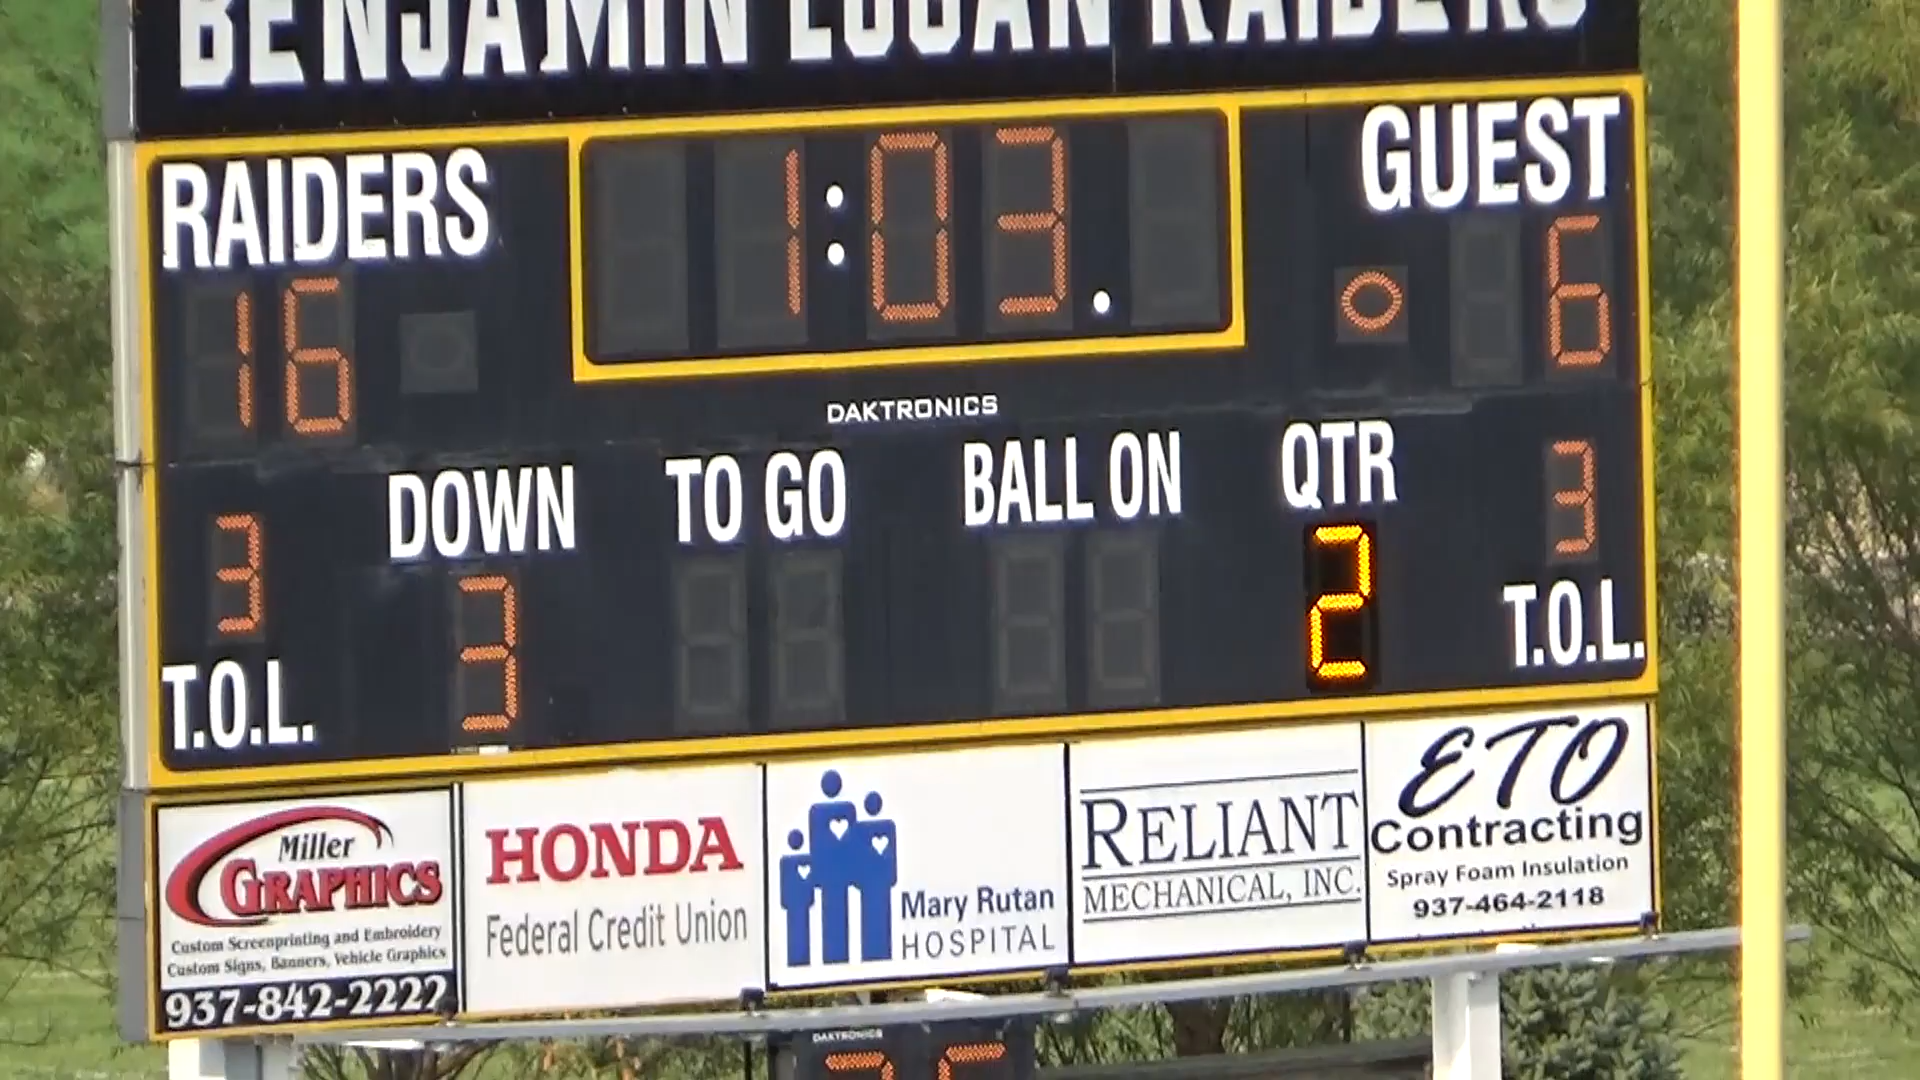 BENJAMIN LOGAN RAIDERS
RAIDERS
1:03.
GUEST
16
6
DAKTRONICS
DOWN
TO GO
BALL ON
QTR
3
3
3
2
T.O.L.
T.O.L.
Miller
GRAPHICS
Custom Screenprinting and Embroidery
Custom Signs, Banners, Vehicle Graphics
937-842-2222
HONDA
Federal Credit Union
Mary Rutan
HOSPITAL
RELIANT
MECHANICAL, INC.
ETO
Contracting
Spray Foam Insulation
937-464-2118
DAKTRONICS